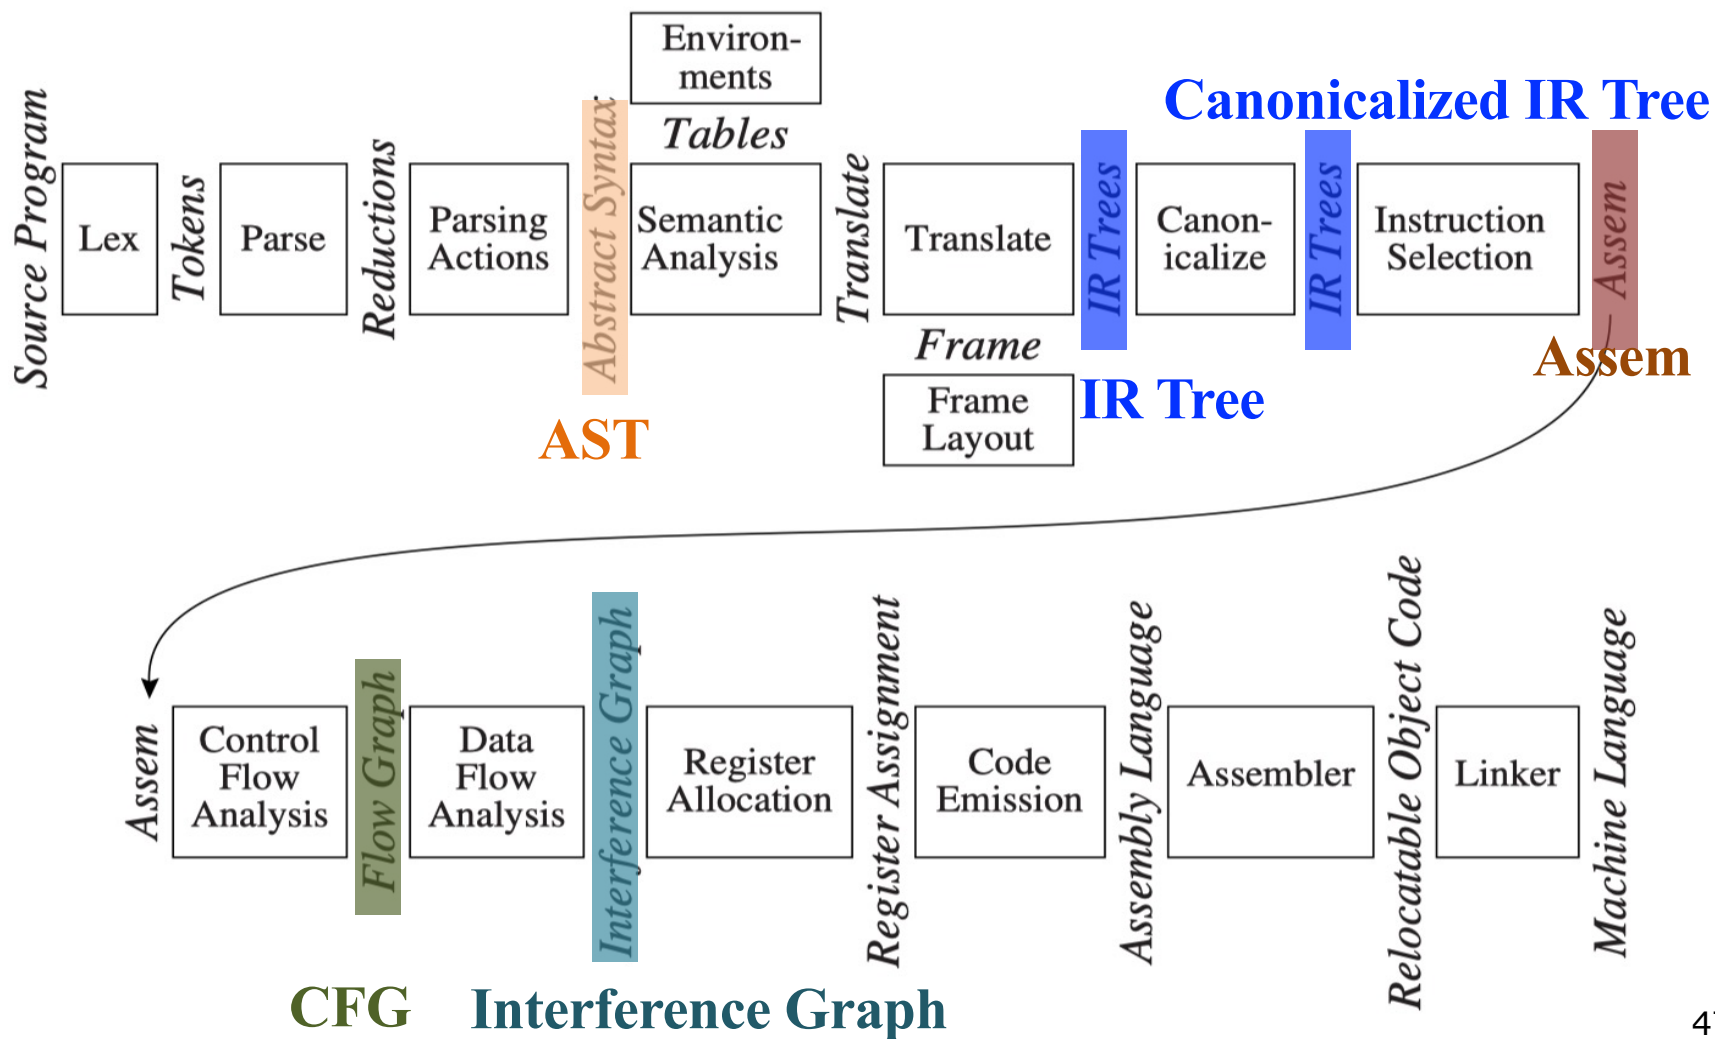 Environ-
ments
Tables
Canonicalized IR Tree
Source Program
Lex
Tokens
Parse
Reductions
Parsing
Actions
Abstract Syntax
Semantic
Analysis
Translate
Translate
IR Trees
Canon-
icalize
IR Trees
Instruction
Selection
Assem
Frame
Frame
Layout
AST
IR Tree
Assem
Assem
Control
Flow
Analysis
Flow Graph
Data
Flow
Analysis
Interference Graph
Register
Allocation
Register Assignment
Code
Emission
Assembly Language
Assembler
Relocatable Object Code
Linker
Machine Language
CFG
Interference Graph